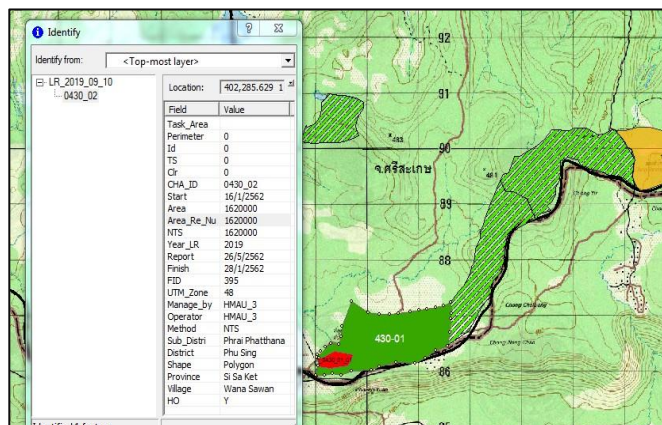 Identify
Identify from: <Top-most layer>
LR_2019_09_10
0430_02
Location: 402,285.629 1
Field Value
Task_Area
Perimeter 0
Id 0
TS 0
Clr 0
CHA_ID 0430_02
Start 16/1/2562
Area 1620000
Area_Re_Nu 1620000
NTS 1620000
Year_LR 2019
Report 26/5/2562
Finish 28/1/2562
FID 395
UTM_Zone 48
Manage_by HMAU_3
Operator HMAU_3
Method NTS
Sub_Distri Phrai Phatthana
District Phu Sing
Shape Polygon
Province Si Sa Ket
Village Wana Sawan
HO Y
92
91
483
90
จ.ศรีสะเกษ
481
89
88
87
430-01
86